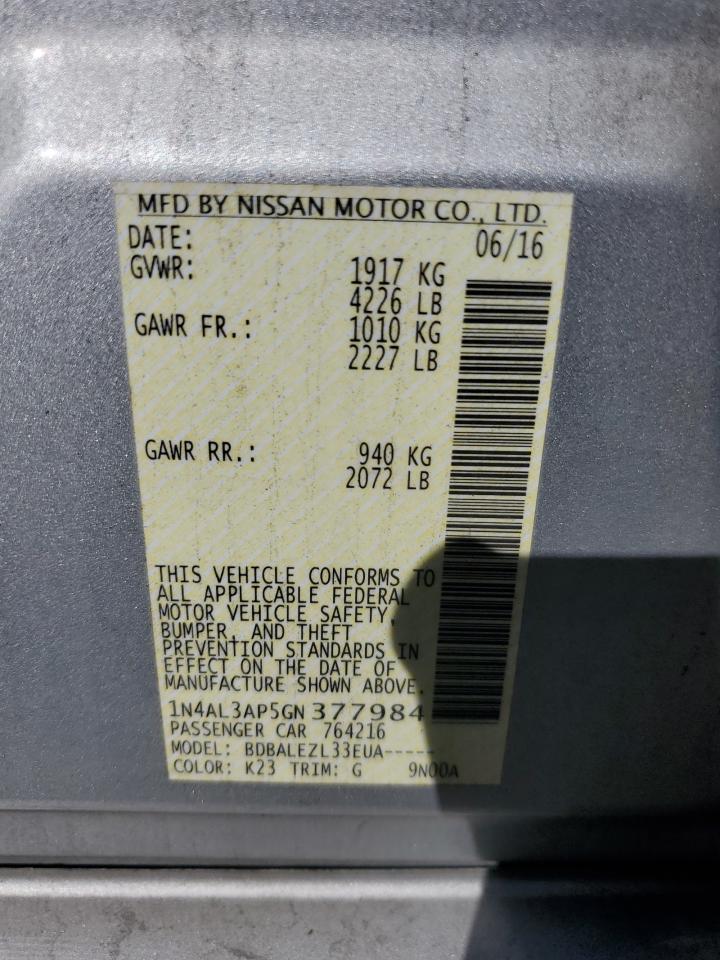 MFD BY NISSAN MOTOR CO., LTD.
DATE: 06/16
GVWR: 1917 KG
4226 LB
GAWR FR.: 1010 KG
2227 LB
GAWR RR.: 940 KG
2072 LB
THIS VEHICLE CONFORMS TO
ALL APPLICABLE FEDERAL
MOTOR VEHICLE SAFETY,
BUMPER, AND THEFT
PREVENTION STANDARDS IN
EFFECT ON THE DATE OF
MANUFACTURE SHOWN ABOVE.
1N4AL3AP5GN377984
PASSENGER CAR 764216
MODEL: BDBALEZL33EUA-----
COLOR: K23 TRIM: G 9N00A